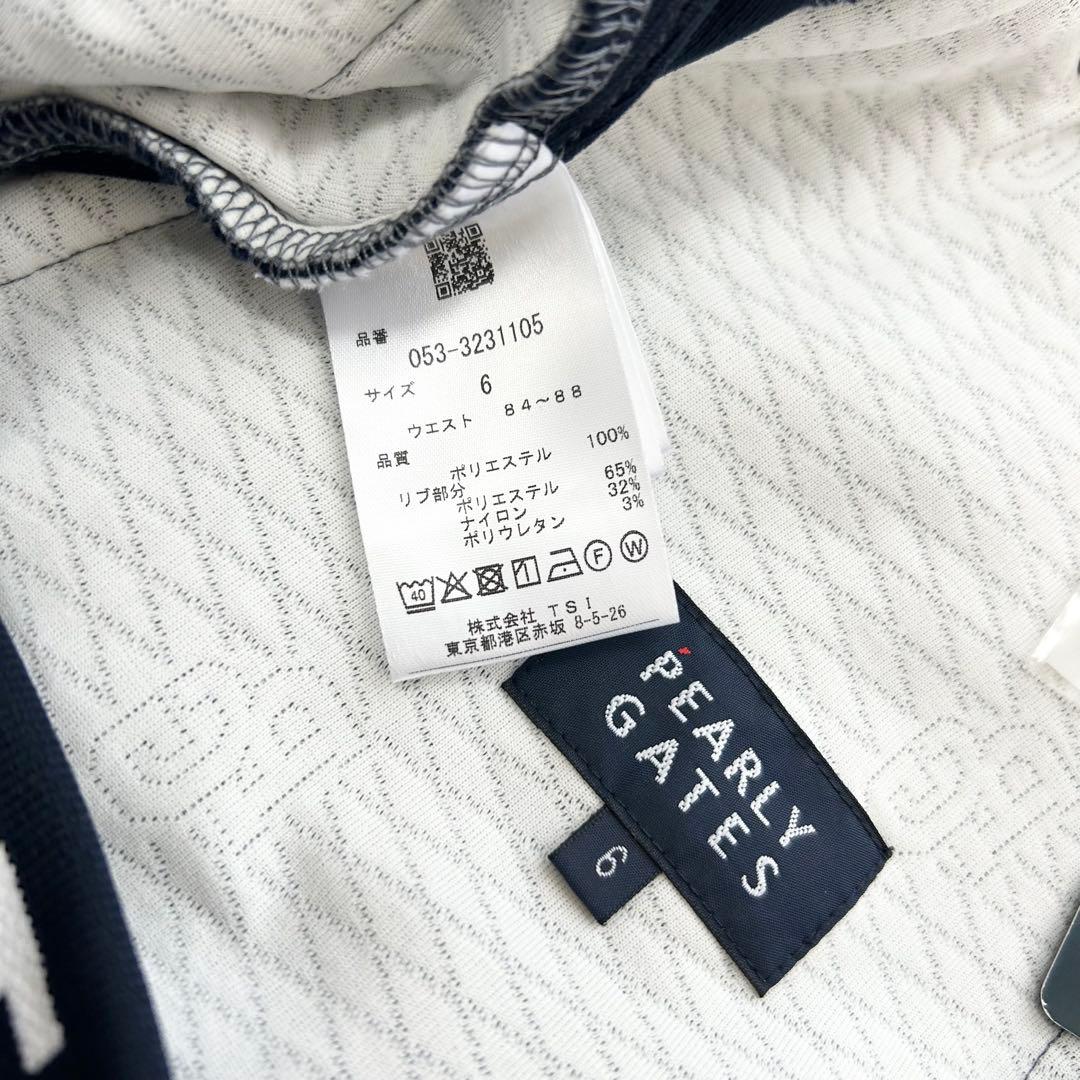 品番
053-3231105
サイズ 6
ウエスト 84～88
品質
ポリエステル 100%
リブ部分
ポリエステル 65%
ナイロン 32%
ポリウレタン 3%
40 F W
株式会社 TSI
東京都港区赤坂 8-5-26
PEARLY
GATES
6